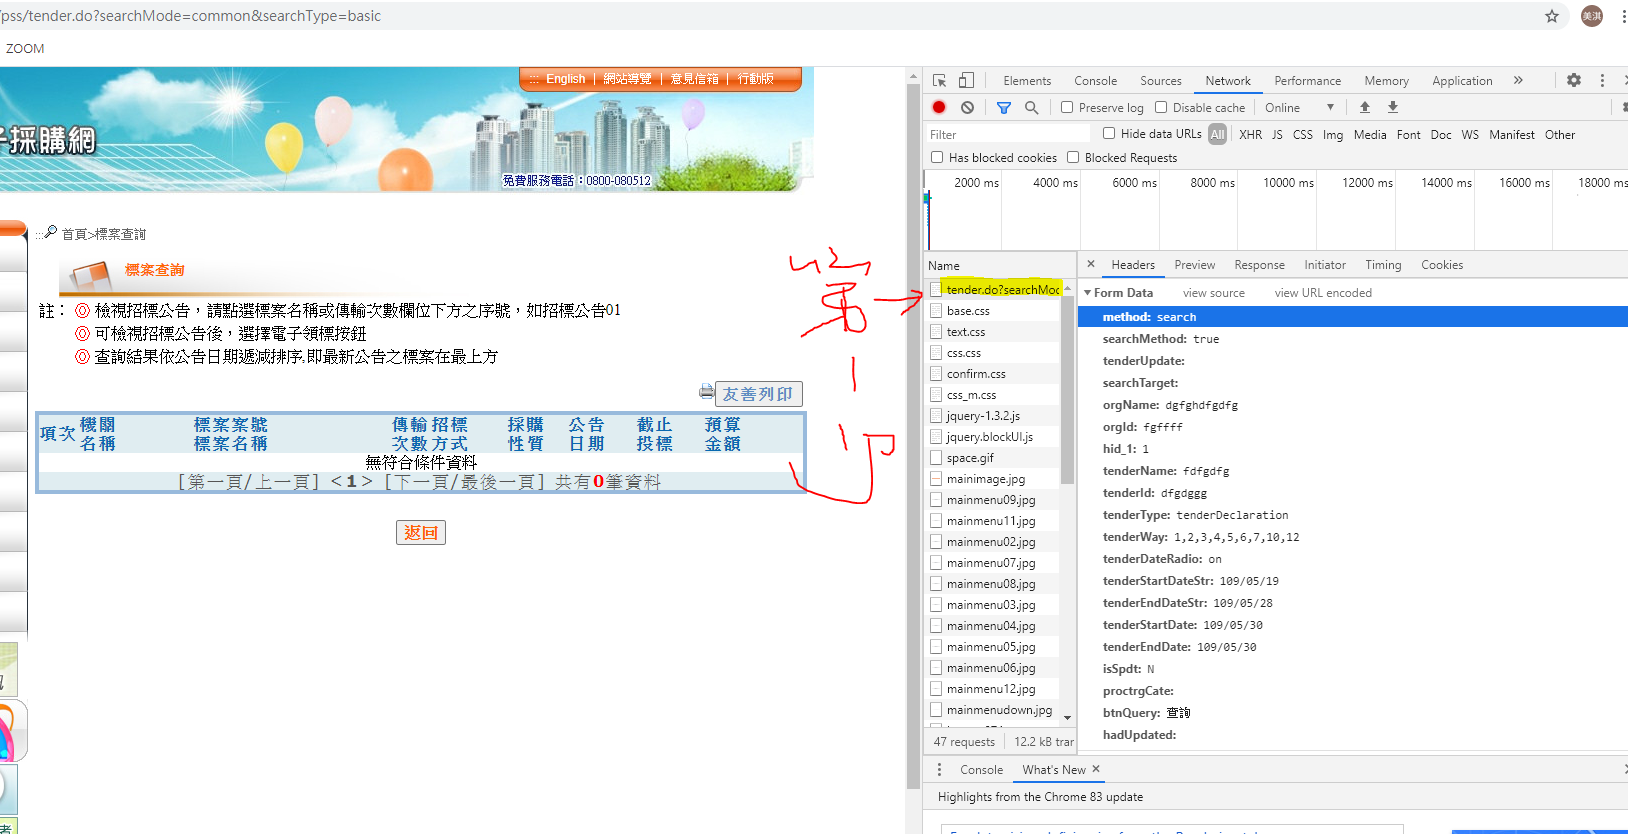 /pss/tender.do?searchMode=common&searchType=basic
美淇
ZOOM
::: English | 網站導覽 | 意見信箱 | 行動版
子採購網
免費服務電話：0800-080512
:::首頁>標案查詢
標案查詢
註： ◎ 檢視招標公告，請點選標案名稱或傳輸次數欄位下方之序號，如招標公告01
◎ 可檢視招標公告後，選擇電子領標按鈕
◎ 查詢結果依公告日期遞減排序,即最新公告之標案在最上方
友善列印
項次 機關名稱 標案案號 標案名稱 傳輸次數 招標方式 採購性質 公告日期 截止投標 預算金額
無符合條件資料
[第一頁/上一頁] <1> [下一頁/最後一頁] 共有0筆資料
返回
第
1
Elements Console Sources Network Performance Memory Application »
Preserve log Disable cache Online ▼
Filter Hide data URLs All XHR JS CSS Img Media Font Doc WS Manifest Other
Has blocked cookies Blocked Requests
2000 ms 4000 ms 6000 ms 8000 ms 10000 ms 12000 ms 14000 ms 16000 ms 18000 ms
Name
tender.do?searchMod
base.css
text.css
css.css
confirm.css
css_m.css
jquery-1.3.2.js
jquery.blockUI.js
space.gif
mainimage.jpg
mainmenu09.jpg
mainmenu11.jpg
mainmenu02.jpg
mainmenu07.jpg
mainmenu08.jpg
mainmenu03.jpg
mainmenu04.jpg
mainmenu05.jpg
mainmenu06.jpg
mainmenu12.jpg
mainmenudown.jpg
47 requests 12.2 kB trar
× Headers Preview Response Initiator Timing Cookies
▼ Form Data view source view URL encoded
method: search
searchMethod: true
tenderUpdate:
searchTarget:
orgName: dgfghdfgdfg
orgId: fgffff
hid_1: 1
tenderName: fdfgdfg
tenderId: dfgdggg
tenderType: tenderDeclaration
tenderWay: 1,2,3,4,5,6,7,10,12
tenderDateRadio: on
tenderStartDateStr: 109/05/19
tenderEndDateStr: 109/05/28
tenderStartDate: 109/05/30
tenderEndDate: 109/05/30
isSpdt: N
proctrgCate:
btnQuery: 查詢
hadUpdated:
Console What's New ×
Highlights from the Chrome 83 update